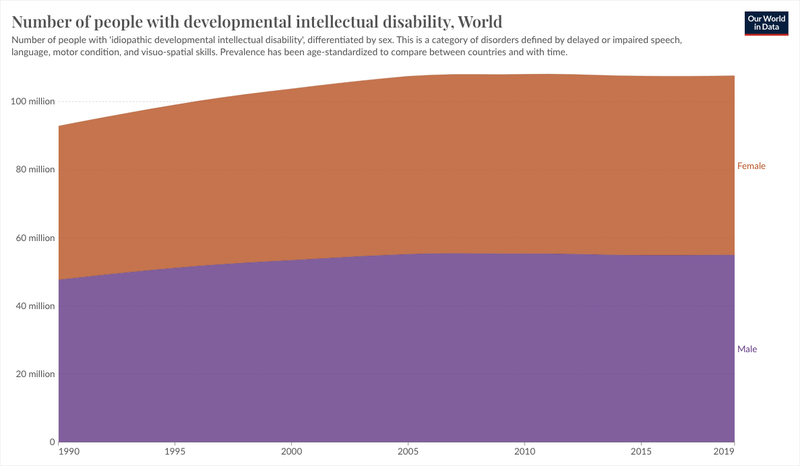 Number of people with developmental intellectual disability, World
Number of people with 'idiopathic developmental intellectual disability', differentiated by sex. This is a category of disorders defined by delayed or impaired speech,
language, motor condition, and visuo-spatial skills. Prevalence has been age-standardized to compare between countries and with time.
Our World
in Data
100 million
80 million
60 million
40 million
20 million
0
Female
Male
1990
1995
2000
2005
2010
2015
2019